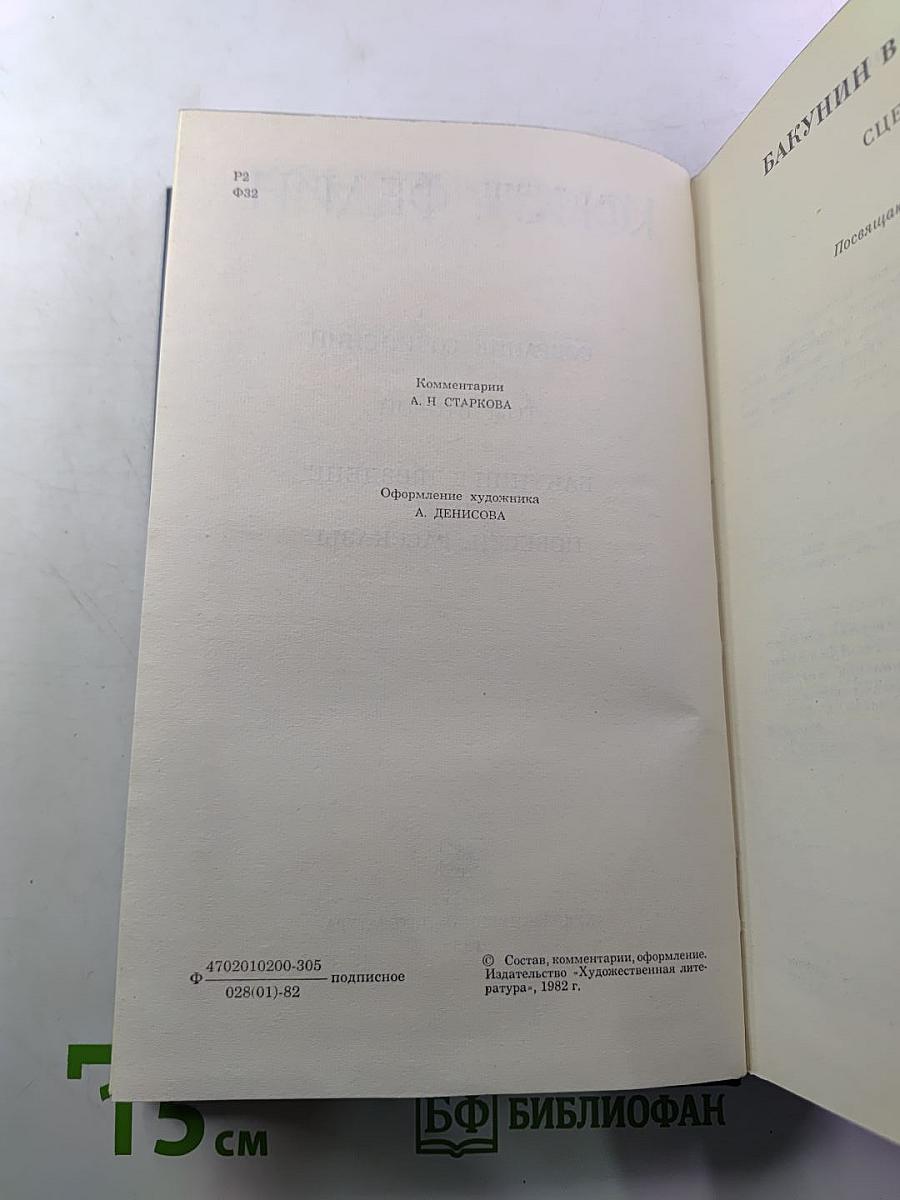 Р2
Ф32
Комментарии
А. Н СТАРКОВА
Оформление художника
А. ДЕНИСОВА
Ф 4702010200-305 подписное
028(01)-82
© Состав, комментарии, оформление.
Издательство «Художественная лите-
ратура», 1982 г.
БАКУНИН В
СЦЕ
Посвящаю
15 см
БФ БИБЛИОФАН